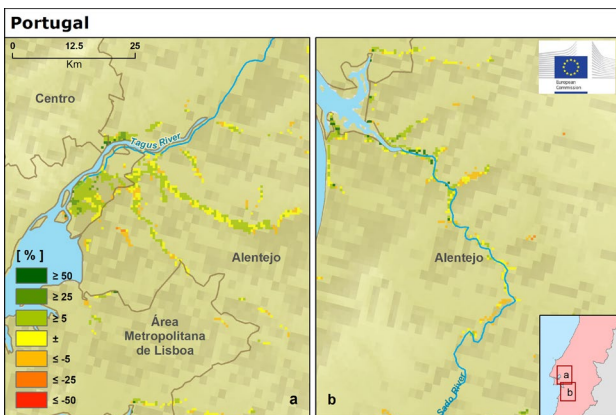 Portugal
0 12.5 25
Km
Centro
Tagus River
Alentejo
Área
Metropolitana
de Lisboa
[ % ]
≥ 50
≥ 25
≥ 5
±
≤ -5
≤ -25
≤ -50
a
European
Commission
Alentejo
Sado River
b
a
b